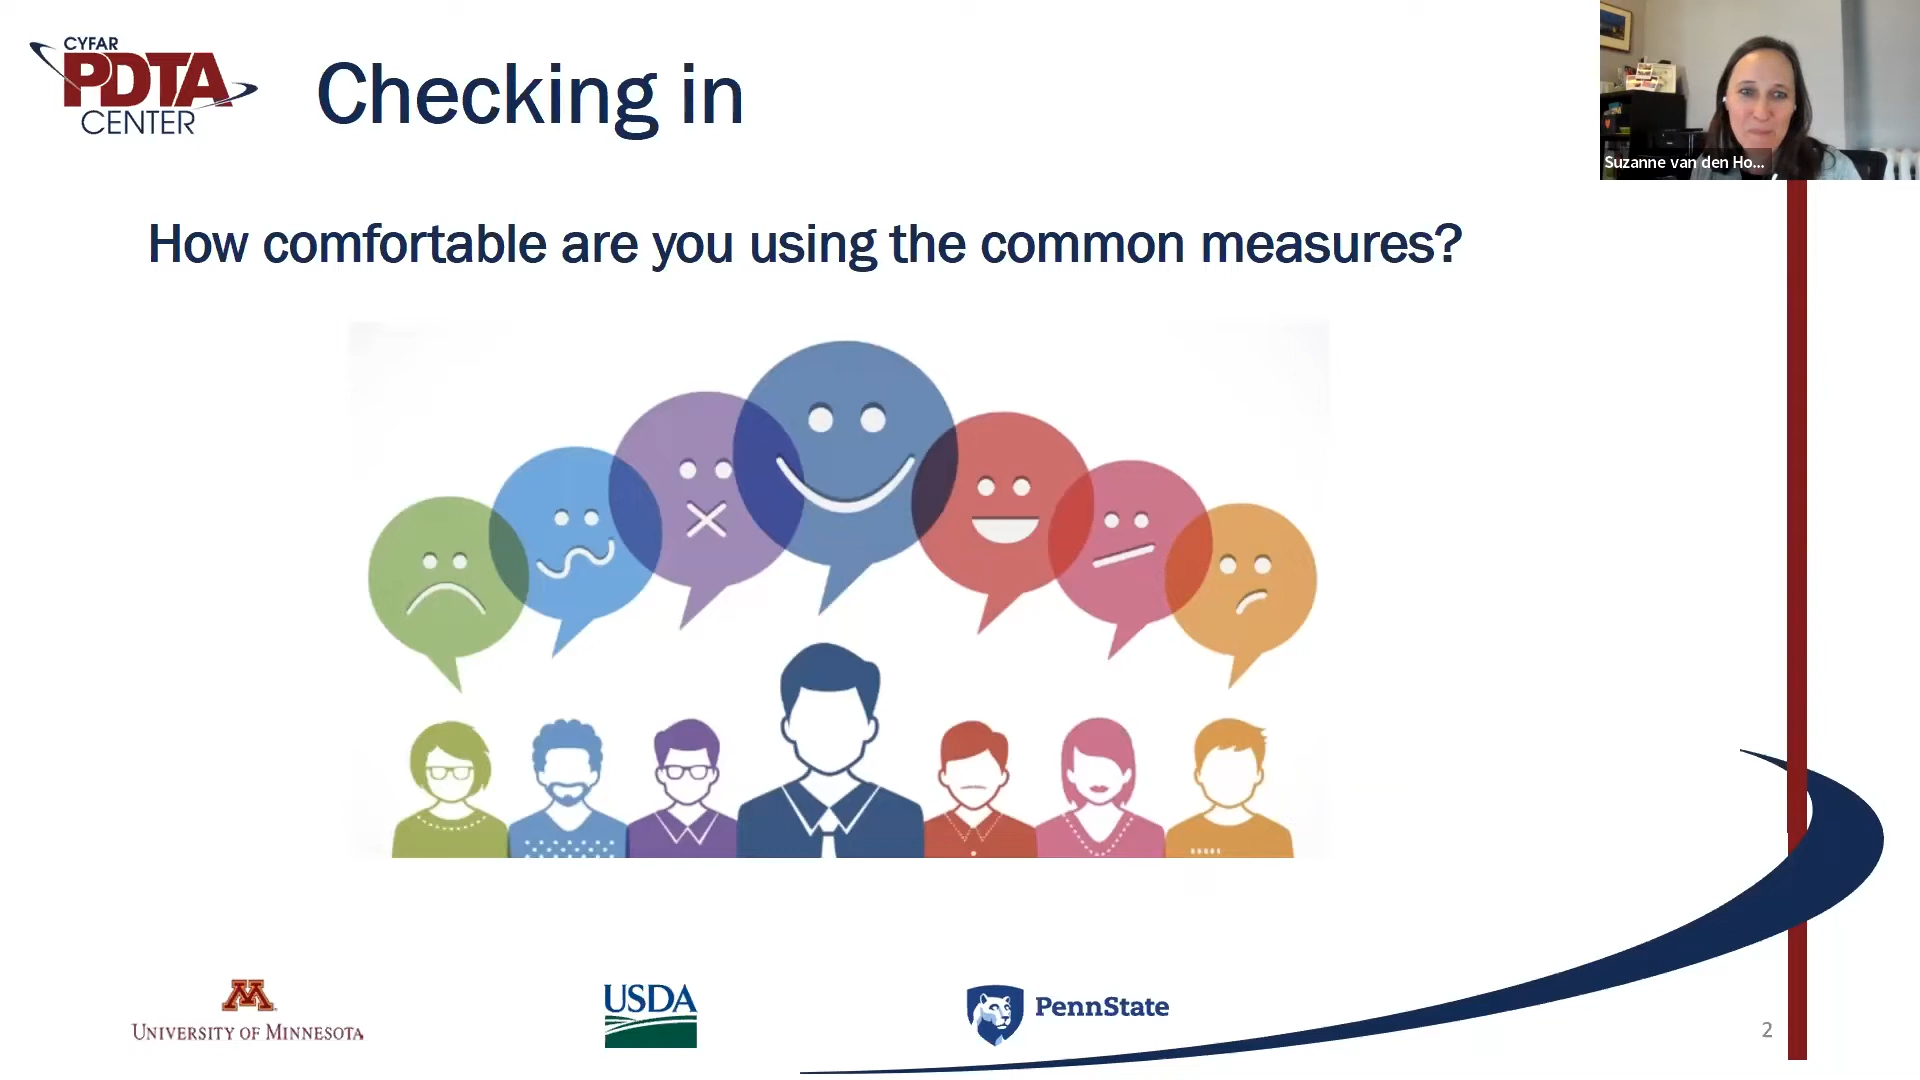 CYFAR
PDTA
CENTER
Checking in
Suzanne van den Ho...
How comfortable are you using the common measures?
UNIVERSITY OF MINNESOTA
USDA
PennState
2